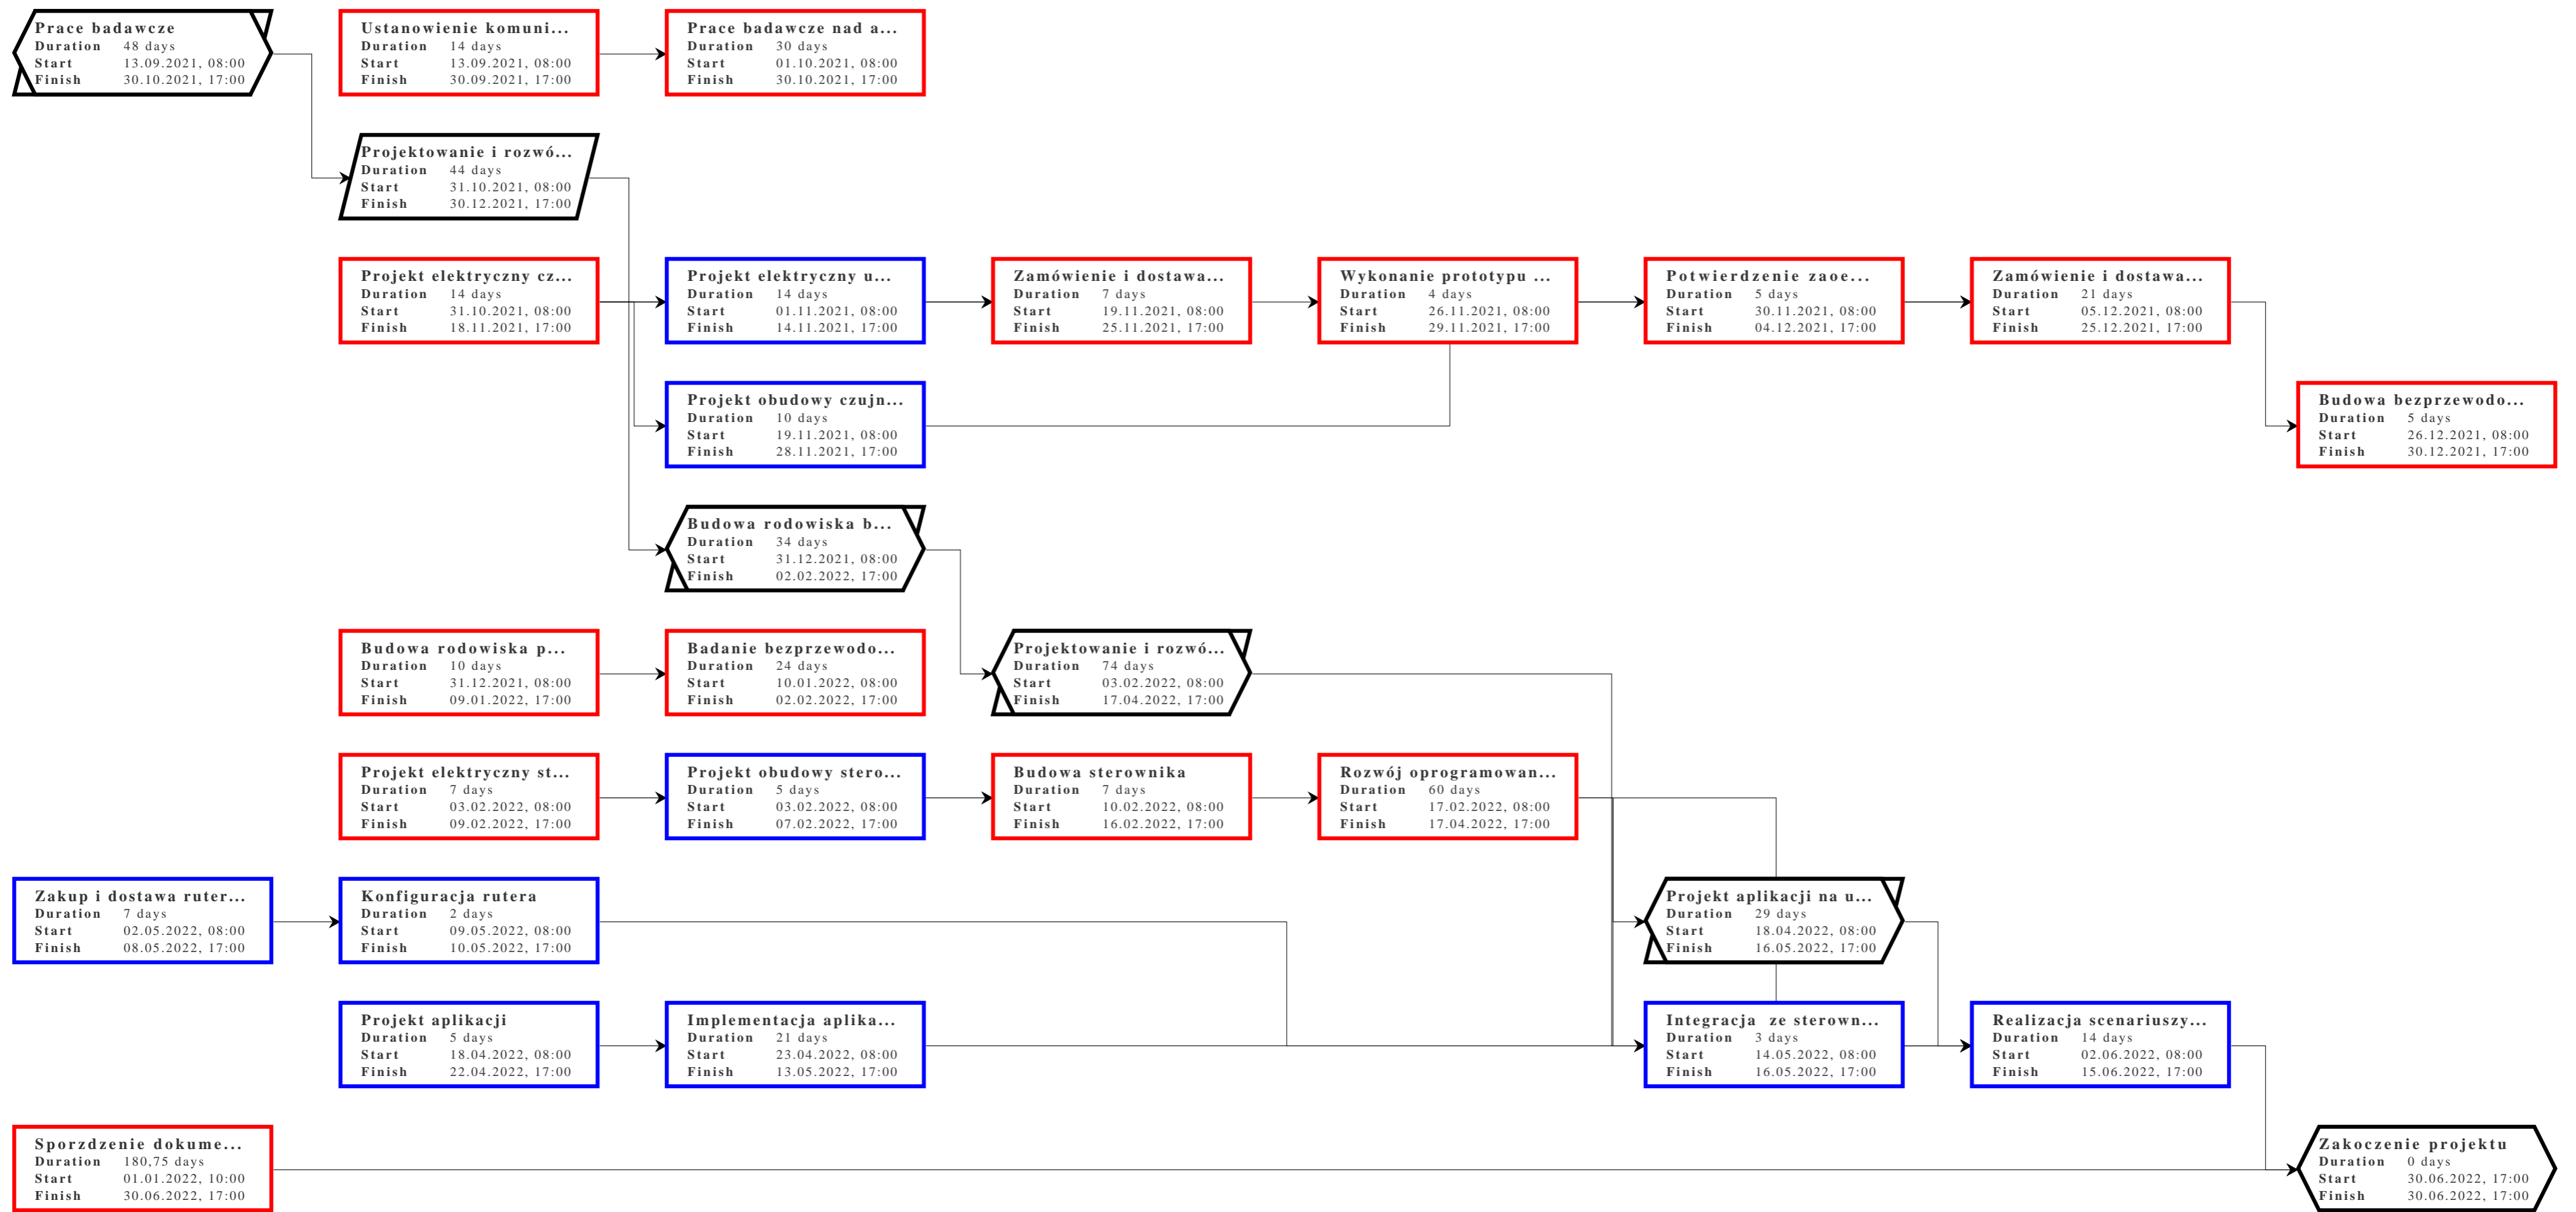 Prace badawcze
Duration 48 days
Start 13.09.2021, 08:00
Finish 30.10.2021, 17:00
Ustanowienie komuni...
Duration 14 days
Start 13.09.2021, 08:00
Finish 30.09.2021, 17:00
Prace badawcze nad a...
Duration 30 days
Start 01.10.2021, 08:00
Finish 30.10.2021, 17:00
Projektowanie i rozwó...
Duration 44 days
Start 31.10.2021, 08:00
Finish 30.12.2021, 17:00
Projekt elektryczny cz...
Duration 14 days
Start 31.10.2021, 08:00
Finish 18.11.2021, 17:00
Projekt elektryczny u...
Duration 14 days
Start 01.11.2021, 08:00
Finish 14.11.2021, 17:00
Zamówienie i dostawa...
Duration 7 days
Start 19.11.2021, 08:00
Finish 25.11.2021, 17:00
Wykonanie prototypu ...
Duration 4 days
Start 26.11.2021, 08:00
Finish 29.11.2021, 17:00
Potwierdzenie zaoe...
Duration 5 days
Start 30.11.2021, 08:00
Finish 04.12.2021, 17:00
Zamówienie i dostawa...
Duration 21 days
Start 05.12.2021, 08:00
Finish 25.12.2021, 17:00
Projekt obudowy czujn...
Duration 10 days
Start 19.11.2021, 08:00
Finish 28.11.2021, 17:00
Budowa bezprzewodo...
Duration 5 days
Start 26.12.2021, 08:00
Finish 30.12.2021, 17:00
Budowa rodowiska b...
Duration 34 days
Start 31.12.2021, 08:00
Finish 02.02.2022, 17:00
Budowa rodowiska p...
Duration 10 days
Start 31.12.2021, 08:00
Finish 09.01.2022, 17:00
Badanie bezprzewodo...
Duration 24 days
Start 10.01.2022, 08:00
Finish 02.02.2022, 17:00
Projektowanie i rozwó...
Duration 74 days
Start 03.02.2022, 08:00
Finish 17.04.2022, 17:00
Projekt elektryczny st...
Duration 7 days
Start 03.02.2022, 08:00
Finish 09.02.2022, 17:00
Projekt obudowy stero...
Duration 5 days
Start 03.02.2022, 08:00
Finish 07.02.2022, 17:00
Budowa sterownika
Duration 7 days
Start 10.02.2022, 08:00
Finish 16.02.2022, 17:00
Rozwój oprogramowan...
Duration 60 days
Start 17.02.2022, 08:00
Finish 17.04.2022, 17:00
Zakup i dostawa ruter...
Duration 7 days
Start 02.05.2022, 08:00
Finish 08.05.2022, 17:00
Konfiguracja rutera
Duration 2 days
Start 09.05.2022, 08:00
Finish 10.05.2022, 17:00
Projekt aplikacji na u...
Duration 29 days
Start 18.04.2022, 08:00
Finish 16.05.2022, 17:00
Projekt aplikacji
Duration 5 days
Start 18.04.2022, 08:00
Finish 22.04.2022, 17:00
Implementacja aplika...
Duration 21 days
Start 23.04.2022, 08:00
Finish 13.05.2022, 17:00
Integracja ze sterown...
Duration 3 days
Start 14.05.2022, 08:00
Finish 16.05.2022, 17:00
Realizacja scenariuszy...
Duration 14 days
Start 02.06.2022, 08:00
Finish 15.06.2022, 17:00
Sporzdzenie dokume...
Duration 180,75 days
Start 01.01.2022, 10:00
Finish 30.06.2022, 17:00
Zakoczenie projektu
Duration 0 days
Start 30.06.2022, 17:00
Finish 30.06.2022, 17:00